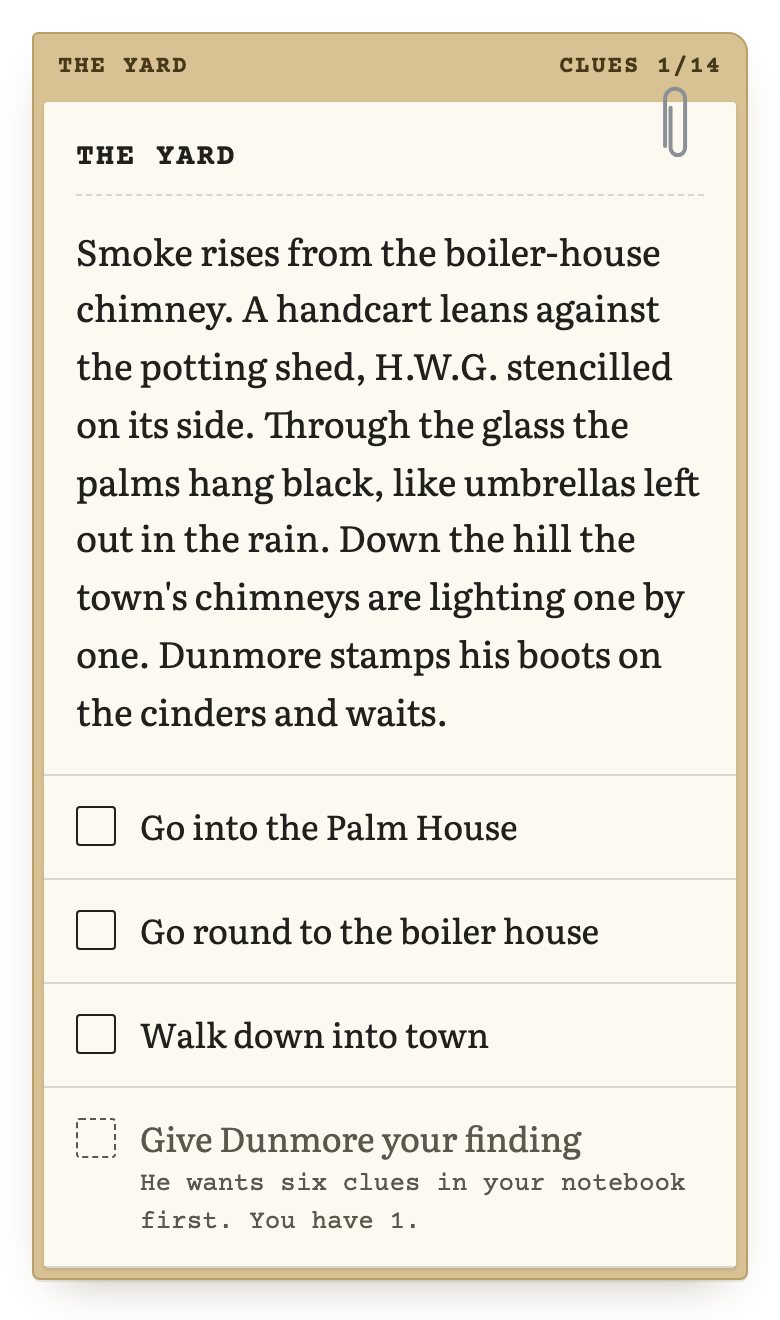 THE YARD CLUES 1/14
THE YARD
Smoke rises from the boiler-house
chimney. A handcart leans against
the potting shed, H.W.G. stencilled
on its side. Through the glass the
palms hang black, like umbrellas left
out in the rain. Down the hill the
town's chimneys are lighting one by
one. Dunmore stamps his boots on
the cinders and waits.
Go into the Palm House
Go round to the boiler house
Walk down into town
Give Dunmore your finding
He wants six clues in your notebook
first. You have 1.